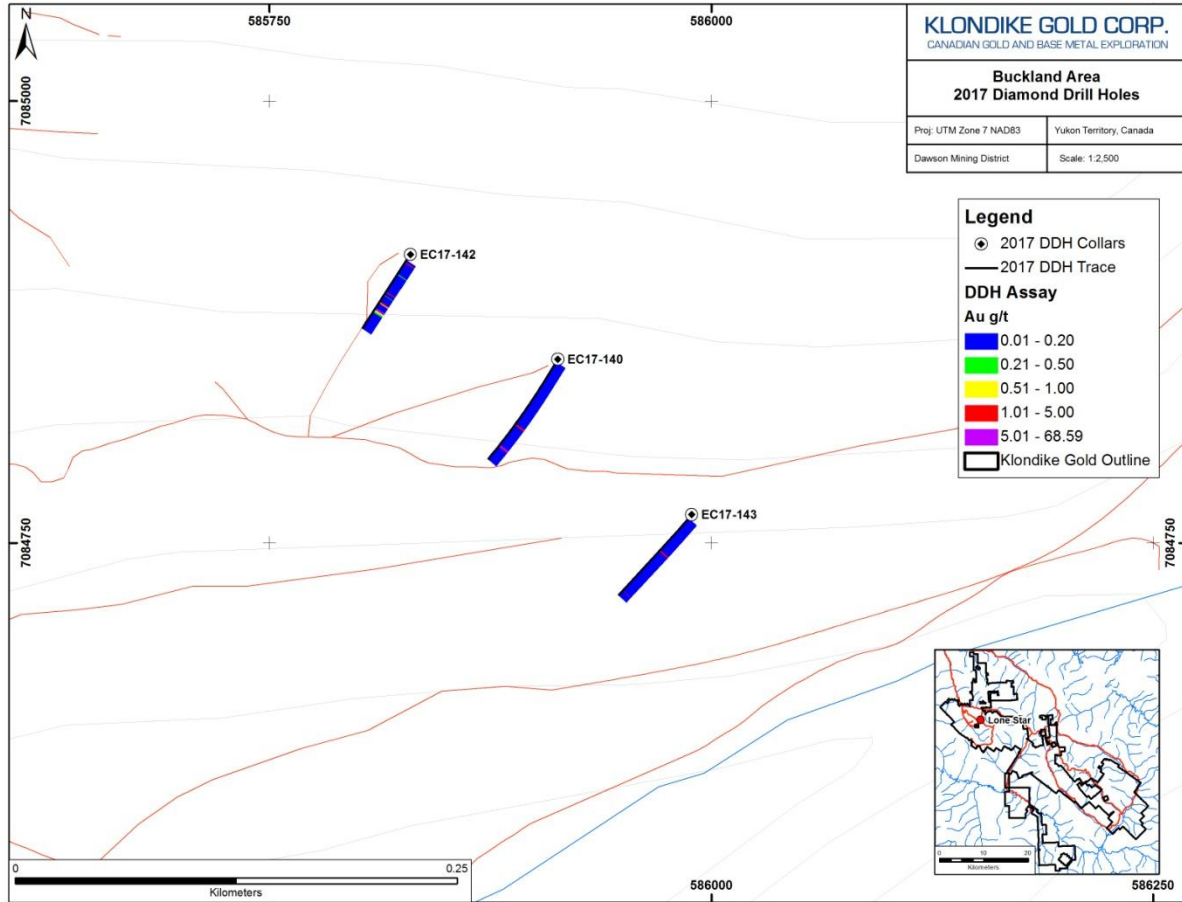 585750
586000
N
7085000
KLONDIKE GOLD CORP.
CANADIAN GOLD AND BASE METAL EXPLORATION
Buckland Area
2017 Diamond Drill Holes
Proj: UTM Zone 7 NAD83
Yukon Territory, Canada
Dawson Mining District
Scale: 1:2,500
Legend
2017 DDH Collars
2017 DDH Trace
DDH Assay
Au g/t
0.01 - 0.20
0.21 - 0.50
0.51 - 1.00
1.01 - 5.00
5.01 - 68.59
Klondike Gold Outline
EC17-142
EC17-140
EC17-143
7084750
7084750
Lone Star
0 10 20
Kilometers
0 0.25
Kilometers
586000
586250